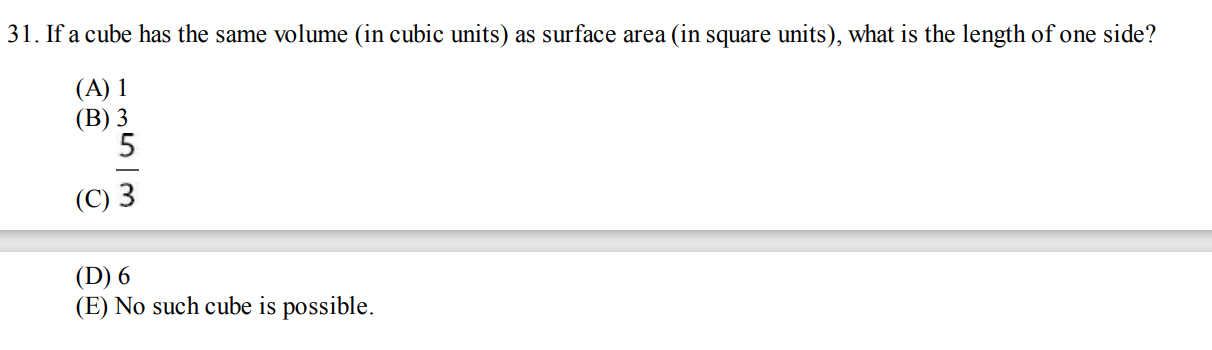 31. If a cube has the same volume (in cubic units) as surface area (in square units), what is the length of one side?
(A) 1
(B) 3
(C) 5/3
(D) 6
(E) No such cube is possible.